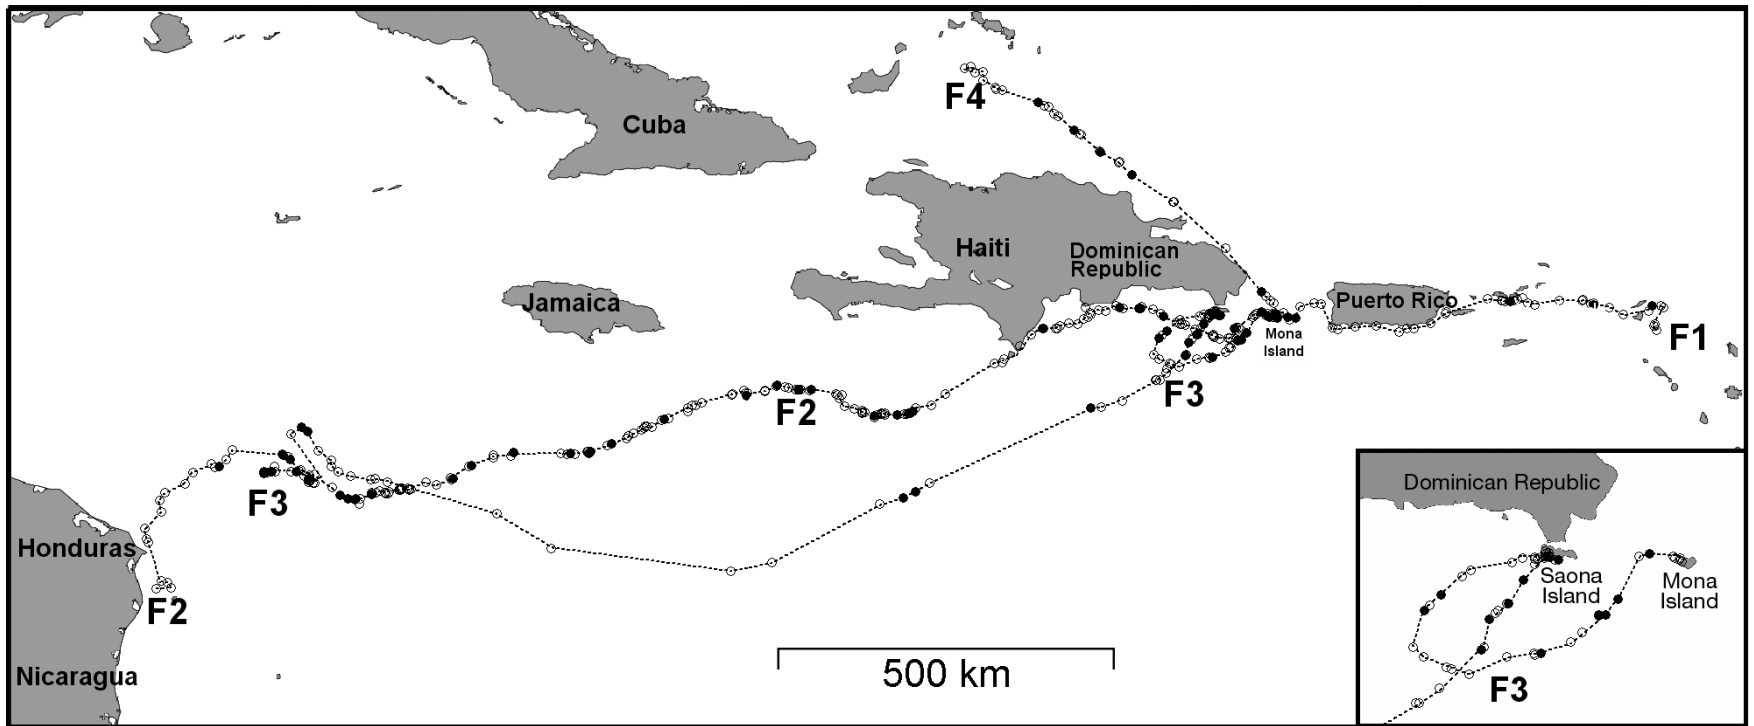 F4
Cuba
Haiti
Dominican
Republic
Jamaica
Puerto Rico
Mona
Island
F1
F3
F2
F3
Honduras
F2
Nicaragua
500 km
Dominican Republic
Saona
Island
Mona
Island
F3